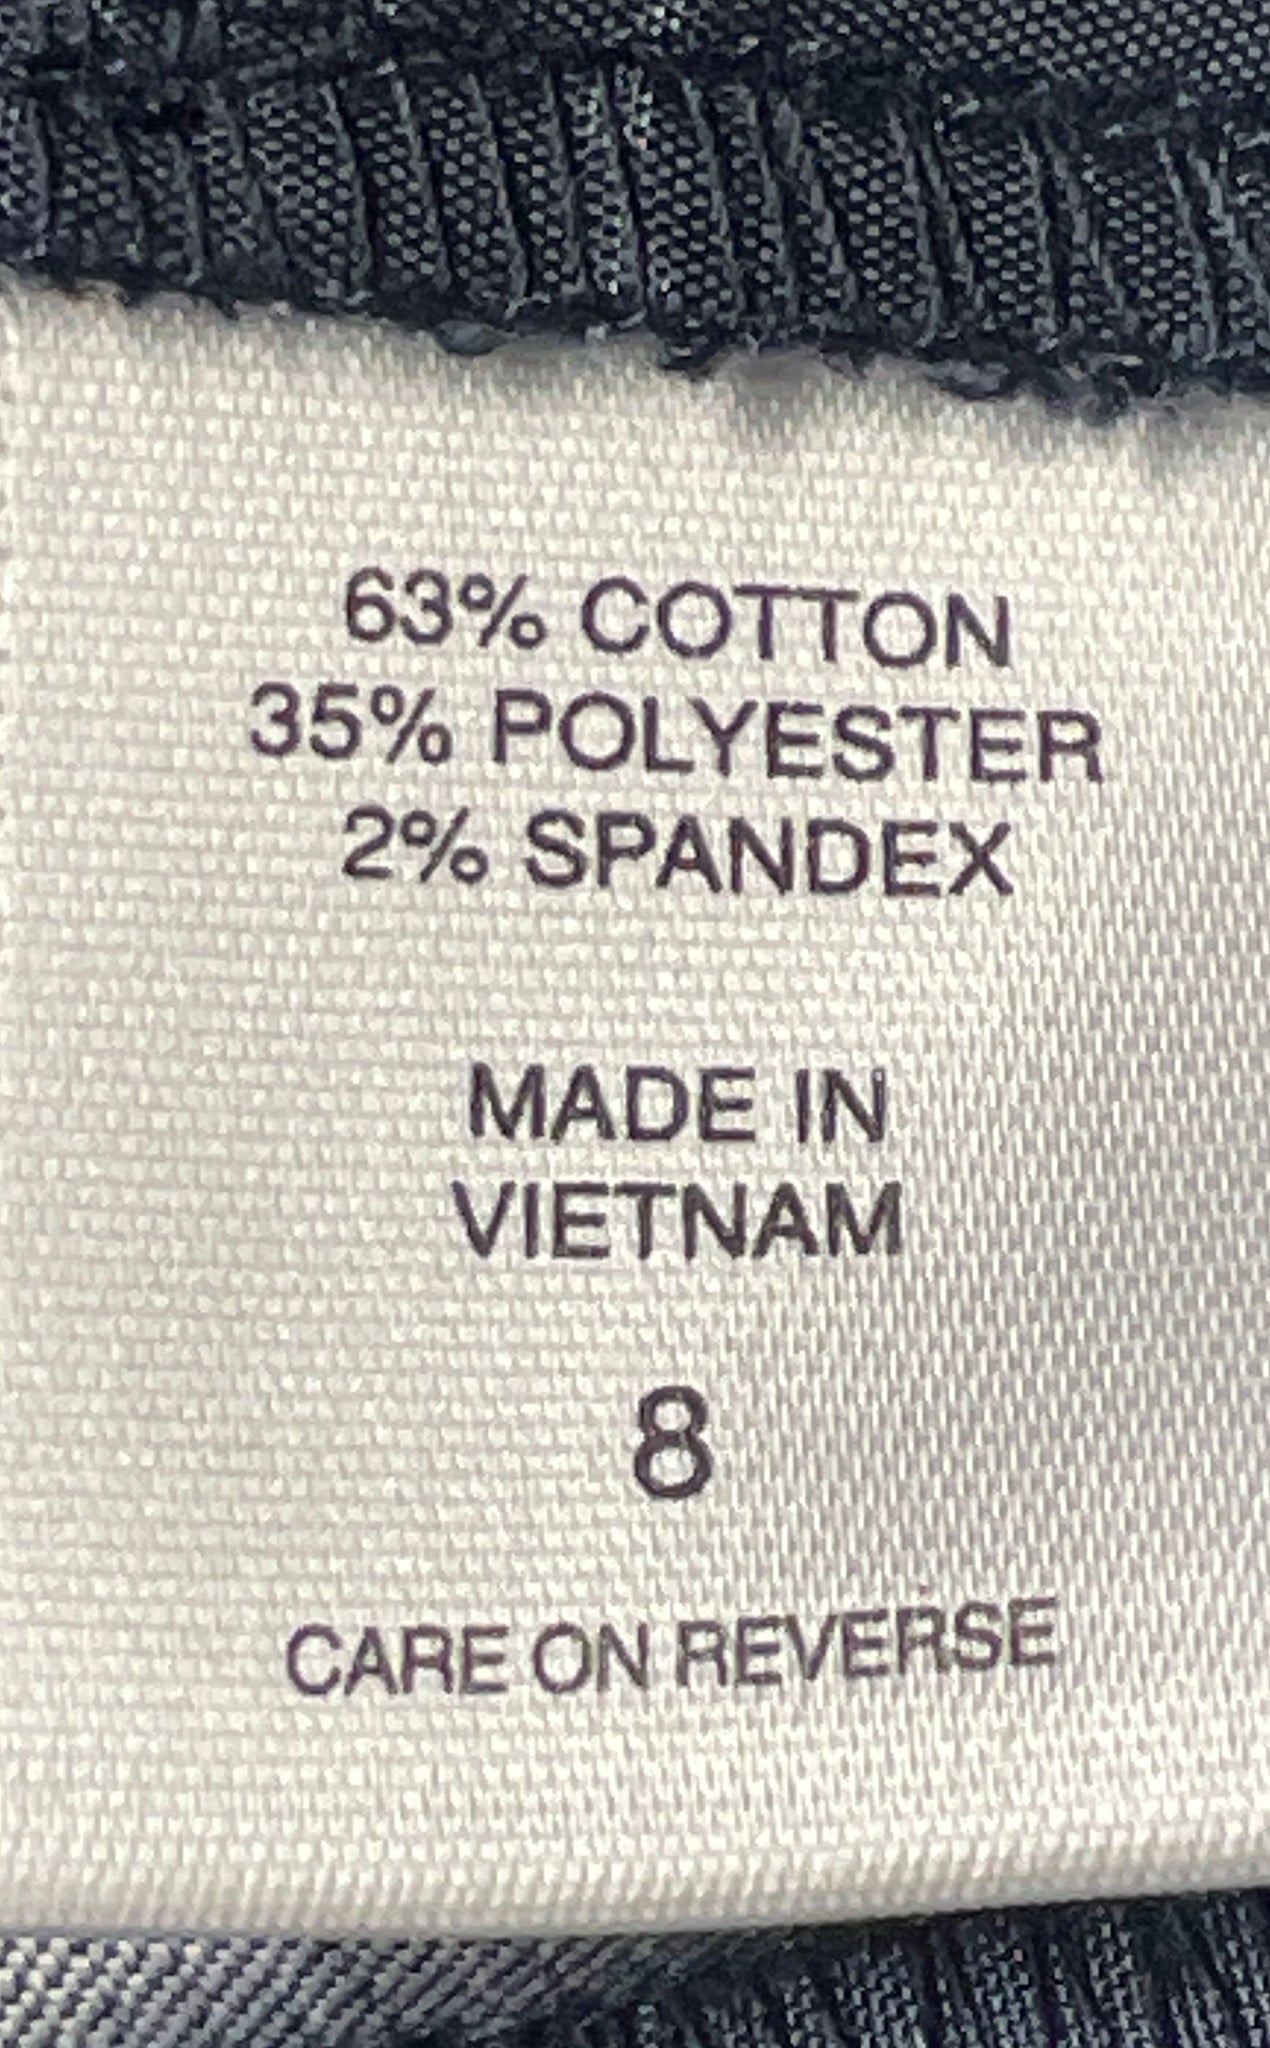 63% COTTON
35% POLYESTER
2% SPANDEX
MADE IN
VIETNAM
8
CARE ON REVERSE